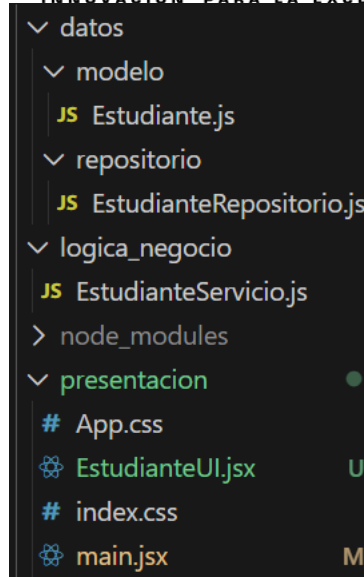 datos
modelo
JS Estudiante.js
repositorio
JS EstudianteRepositorio.js
logica_negocio
JS EstudianteServicio.js
node_modules
presentacion
# App.css
EstudianteUI.jsx U
# index.css
main.jsx M